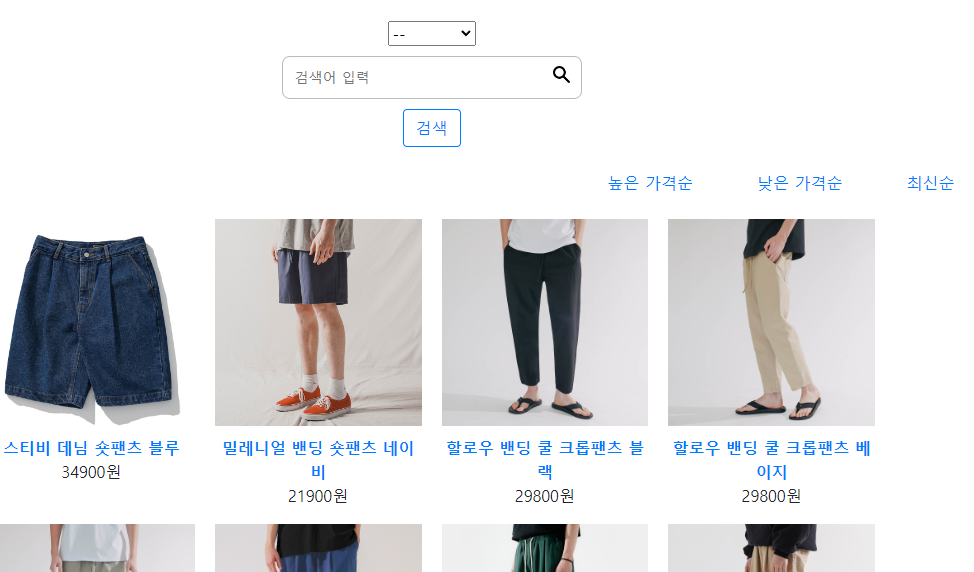 --
검색어 입력
검색
높은 가격순 낮은 가격순 최신순
스티비 데님 숏팬츠 블루
34900원
밀레니얼 밴딩 숏팬츠 네이
비
21900원
할로우 밴딩 쿨 크롭팬츠 블
랙
29800원
할로우 밴딩 쿨 크롭팬츠 베
이지
29800원